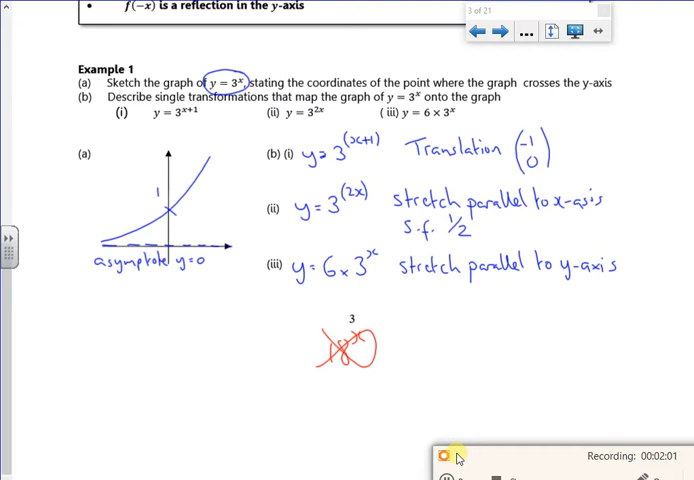 • f(−x) is a reflection in the y-axis
3 of 21
Example 1
(a) Sketch the graph of y = 3ˣ, stating the coordinates of the point where the graph crosses the y-axis
(b) Describe single transformations that map the graph of y = 3ˣ onto the graph
(i) y = 3ˣ⁺¹ (ii) y = 3²ˣ (iii) y = 6 × 3ˣ
(a)
1
asymptote y=0
(b) (i) y = 3^(x+1) Translation (-1 0)
(ii) y = 3^(2x) stretch parallel to x-axis
s.f. 1/2
(iii) y = 6 × 3^x stretch parallel to y-axis
3
18^x
Recording: 00:02:01